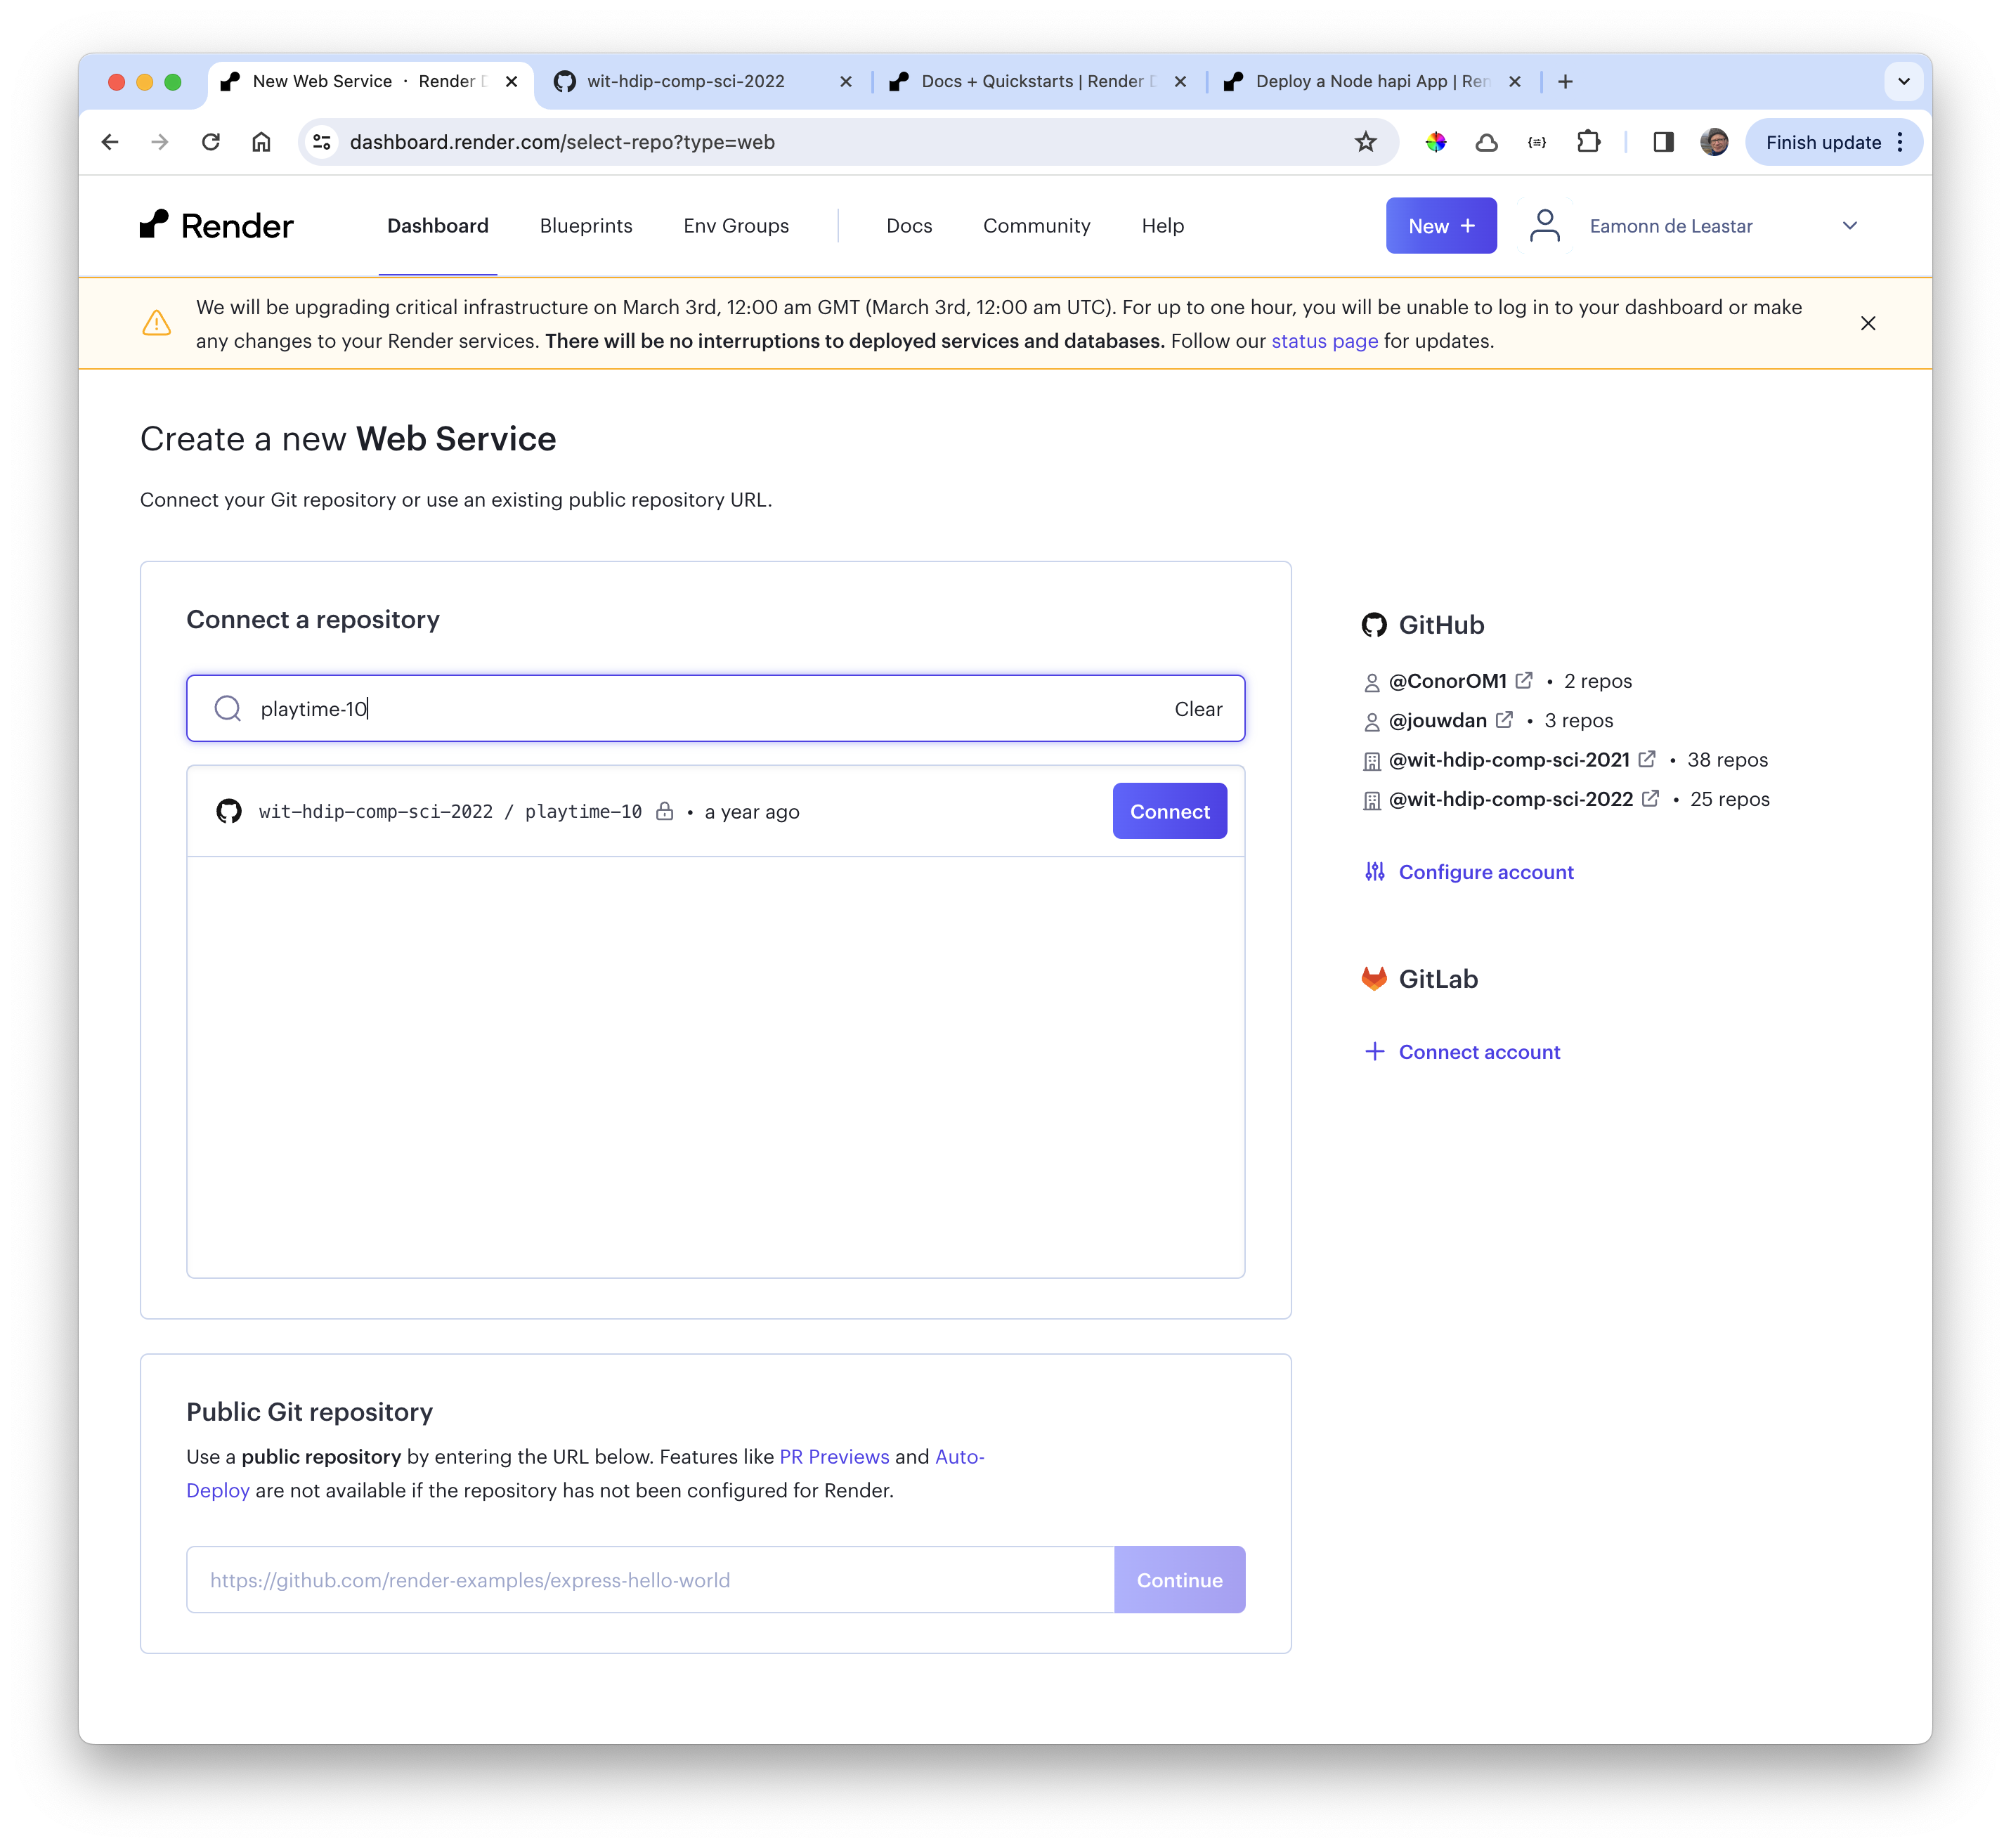 New Web Service · Render
wit-hdip-comp-sci-2022
Docs + Quickstarts | Render
Deploy a Node hapi App | Ren
dashboard.render.com/select-repo?type=web
Finish update
Render
Dashboard
Blueprints
Env Groups
Docs
Community
Help
New +
Eamonn de Leastar
We will be upgrading critical infrastructure on March 3rd, 12:00 am GMT (March 3rd, 12:00 am UTC). For up to one hour, you will be unable to log in to your dashboard or make
any changes to your Render services. There will be no interruptions to deployed services and databases. Follow our status page for updates.
Create a new Web Service
Connect your Git repository or use an existing public repository URL.
Connect a repository
playtime-10
Clear
wit-hdip-comp-sci-2022 / playtime-10 • a year ago
Connect
GitHub
@ConorOM1 • 2 repos
@jouwdan • 3 repos
@wit-hdip-comp-sci-2021 • 38 repos
@wit-hdip-comp-sci-2022 • 25 repos
Configure account
GitLab
Connect account
Public Git repository
Use a public repository by entering the URL below. Features like PR Previews and Auto-
Deploy are not available if the repository has not been configured for Render.
https://github.com/render-examples/express-hello-world
Continue